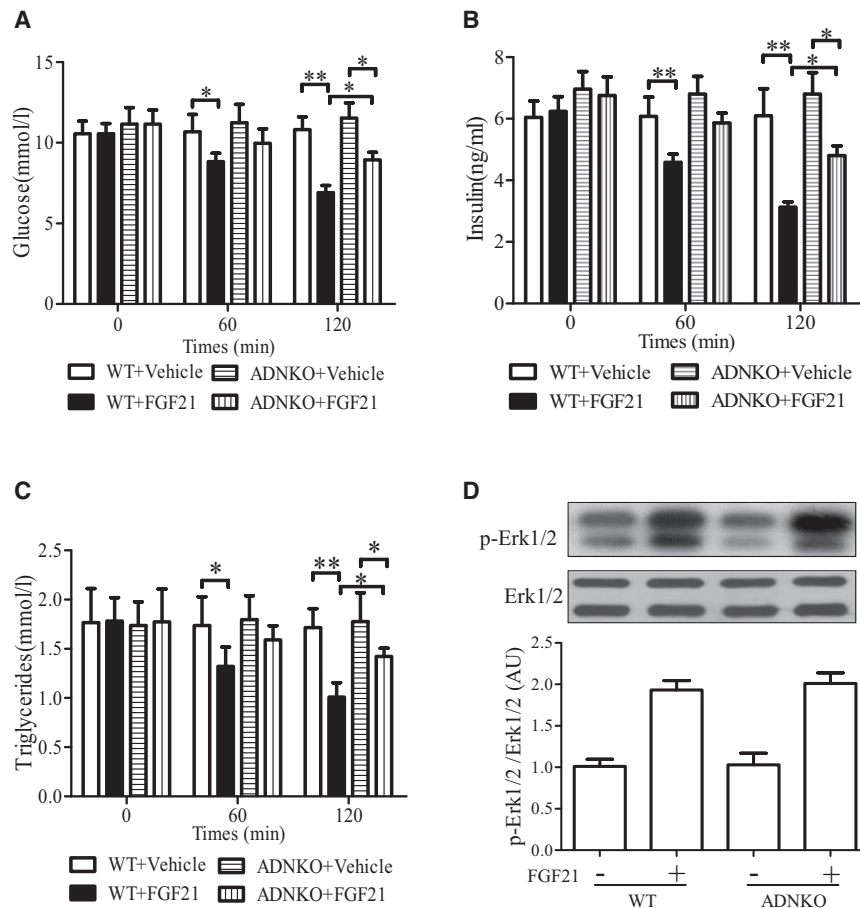 A
Glucose(mmol/l)
15
10
5
0
*
**
*
*
0 60 120
Times (min)
WT+Vehicle ADNKO+Vehicle
WT+FGF21 ADNKO+FGF21
B
Insulin(ng/ml)
8
6
4
2
0
**
**
*
*
0 60 120
Times (min)
WT+Vehicle ADNKO+Vehicle
WT+FGF21 ADNKO+FGF21
C
Triglycerides(mmol/l)
2.5
2.0
1.5
1.0
0.5
0.0
*
**
*
*
0 60 120
Times (min)
WT+Vehicle ADNKO+Vehicle
WT+FGF21 ADNKO+FGF21
D
p-Erk1/2
Erk1/2
p-Erk1/2 /Erk1/2 (AU)
2.0
2.0
1.5
1.0
0.5
0.0
FGF21 - + - +
WT ADNKO